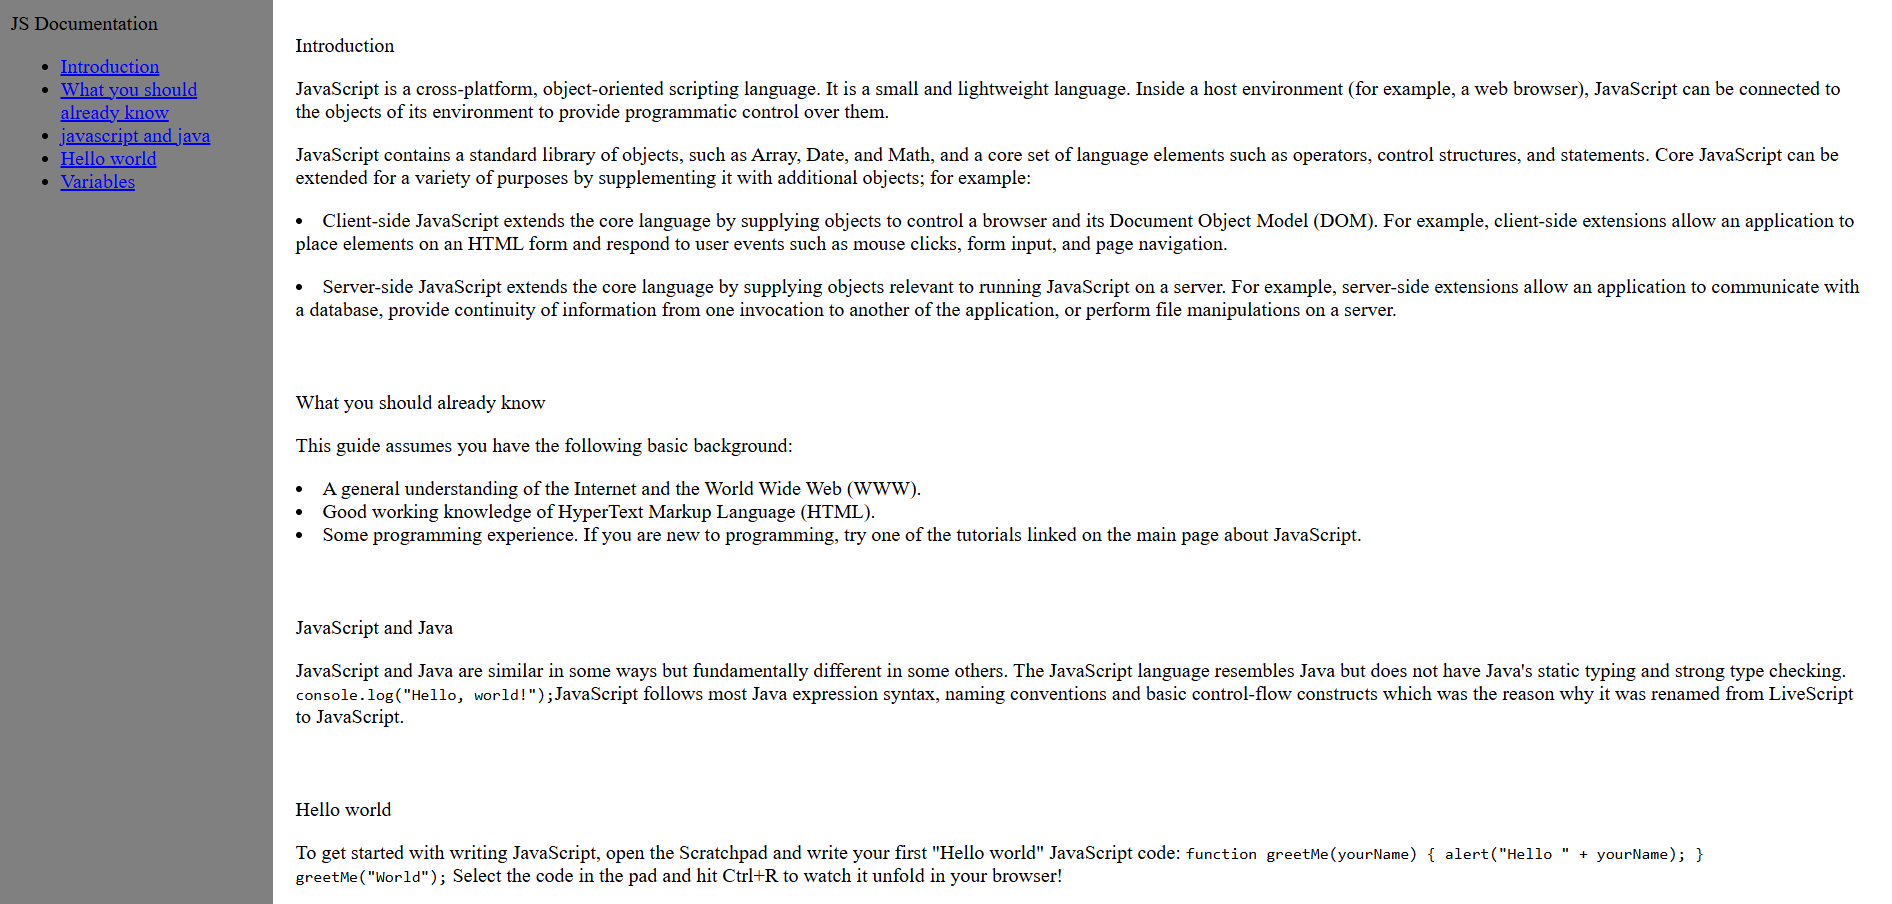 JS Documentation
• Introduction
• What you should
already know
• javascript and java
• Hello world
• Variables
Introduction
JavaScript is a cross-platform, object-oriented scripting language. It is a small and lightweight language. Inside a host environment (for example, a web browser), JavaScript can be connected to
the objects of its environment to provide programmatic control over them.
JavaScript contains a standard library of objects, such as Array, Date, and Math, and a core set of language elements such as operators, control structures, and statements. Core JavaScript can be
extended for a variety of purposes by supplementing it with additional objects; for example:
• Client-side JavaScript extends the core language by supplying objects to control a browser and its Document Object Model (DOM). For example, client-side extensions allow an application to
place elements on an HTML form and respond to user events such as mouse clicks, form input, and page navigation.
• Server-side JavaScript extends the core language by supplying objects relevant to running JavaScript on a server. For example, server-side extensions allow an application to communicate with
a database, provide continuity of information from one invocation to another of the application, or perform file manipulations on a server.
What you should already know
This guide assumes you have the following basic background:
• A general understanding of the Internet and the World Wide Web (WWW).
• Good working knowledge of HyperText Markup Language (HTML).
• Some programming experience. If you are new to programming, try one of the tutorials linked on the main page about JavaScript.
JavaScript and Java
JavaScript and Java are similar in some ways but fundamentally different in some others. The JavaScript language resembles Java but does not have Java's static typing and strong type checking.
console.log("Hello, world!");JavaScript follows most Java expression syntax, naming conventions and basic control-flow constructs which was the reason why it was renamed from LiveScript
to JavaScript.
Hello world
To get started with writing JavaScript, open the Scratchpad and write your first "Hello world" JavaScript code: function greetMe(yourName) { alert("Hello " + yourName); }
greetMe("World"); Select the code in the pad and hit Ctrl+R to watch it unfold in your browser!